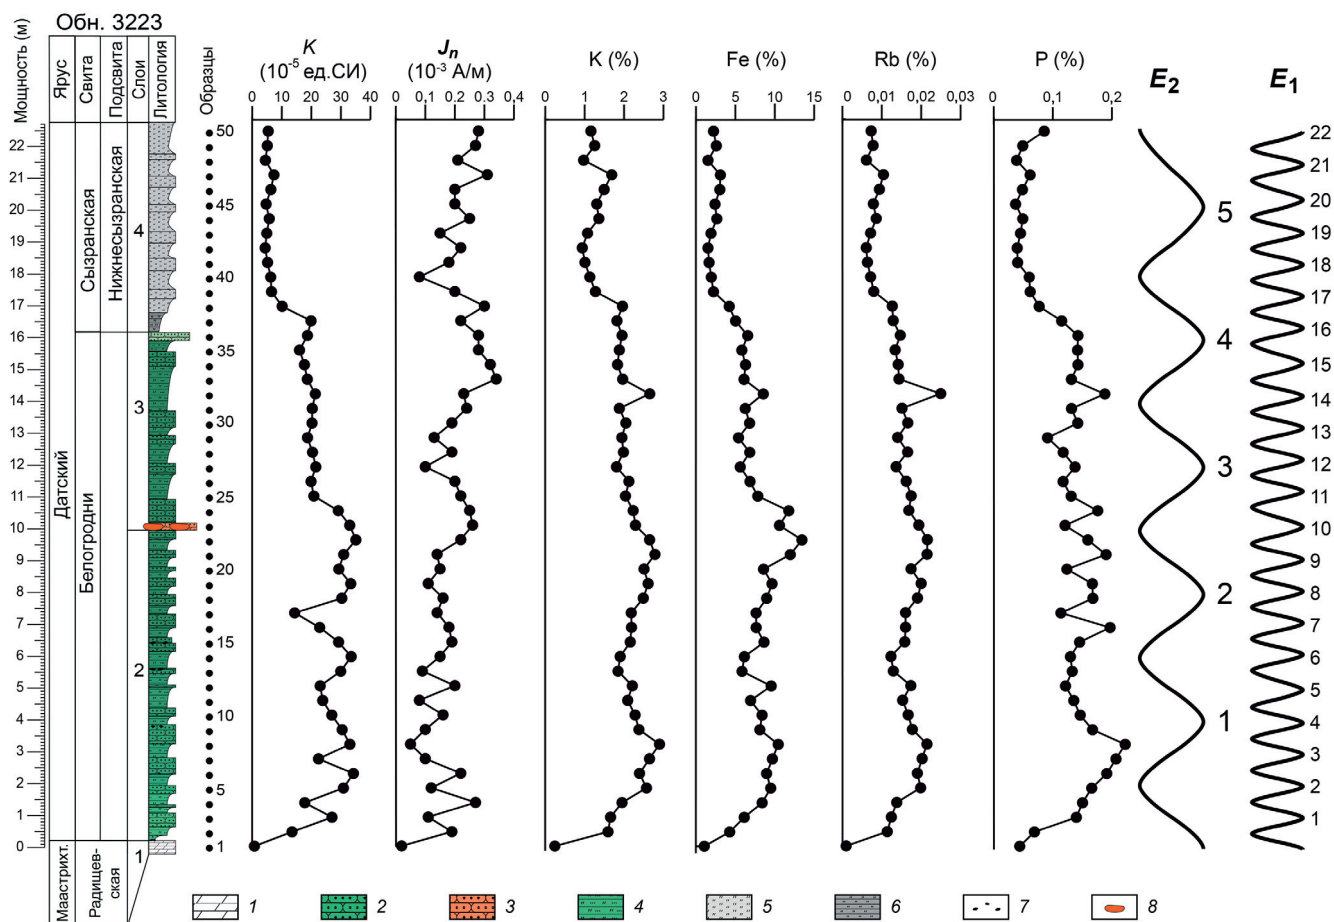 Обн. 3223
Мощность (м)
Ярус
Свита
Подсвита
Слои
Литология
Образцы
K
(10⁻⁵ ед.СИ)
0 10 20 30 40
Jn
(10⁻³ А/м)
0 0,1 0,2 0.3 0,4
K (%)
0 1 2 3
Fe (%)
0 5 10 15
Rb (%)
0 0,01 0,02 0,03
P (%)
0 0,1 0,2
E2
E1
22
21
20
19
18
17
16
15
14
13
12
11
10
9
8
7
6
5
4
3
2
1
0
Датский
Маастрихт.
Сызранская
Белогродни
Радищев-
ская
Нижнесызранская
4
3
2
1
50
45
40
35
30
25
20
15
10
5
1
5
4
3
2
1
22
21
20
19
18
17
16
15
14
13
12
11
10
9
8
7
6
5
4
3
2
1
1 2 3 4 5 6 7 8